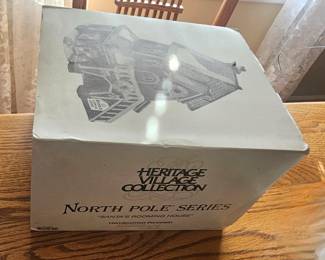 HERITAGE
VILLAGE
COLLECTION
NORTH POLE SERIES
"SANTA'S ROOMING HOUSE"